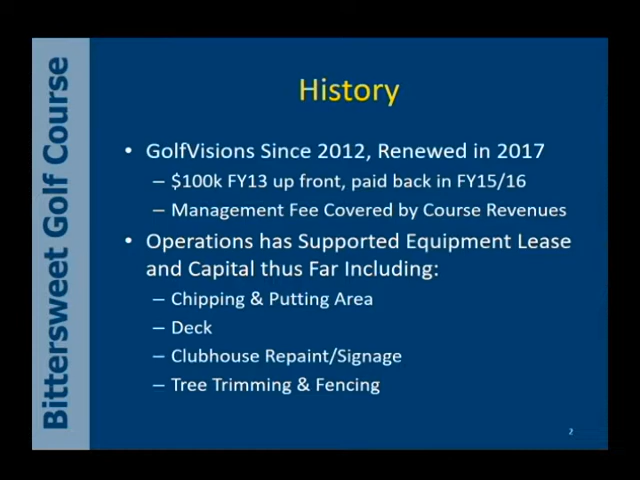 Bittersweet Golf Course
History
• GolfVisions Since 2012, Renewed in 2017
– $100k FY13 up front, paid back in FY15/16
– Management Fee Covered by Course Revenues
• Operations has Supported Equipment Lease
and Capital thus Far Including:
– Chipping & Putting Area
– Deck
– Clubhouse Repaint/Signage
– Tree Trimming & Fencing
2